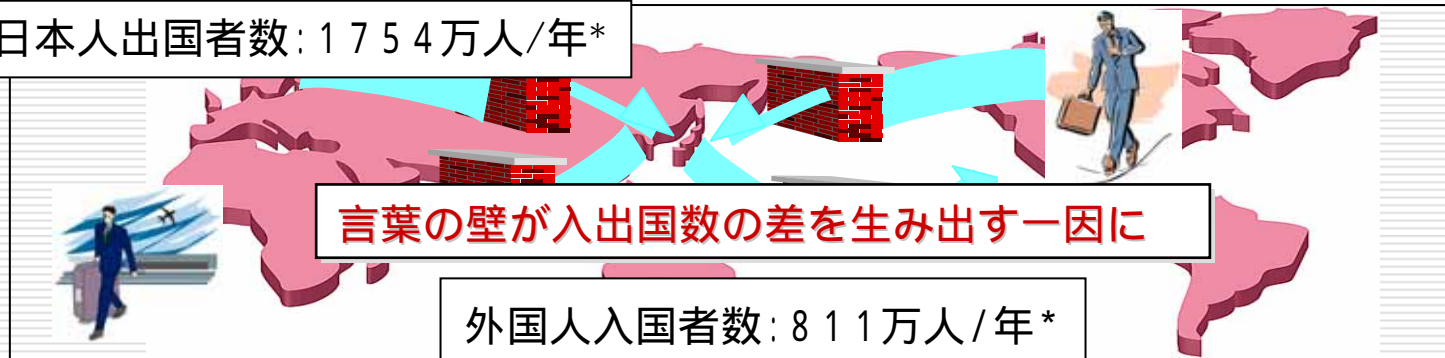 日本人出国者数:1754万人/年*
言葉の壁が入出国数の差を生み出す一因に
外国人入国者数:811万人/年*